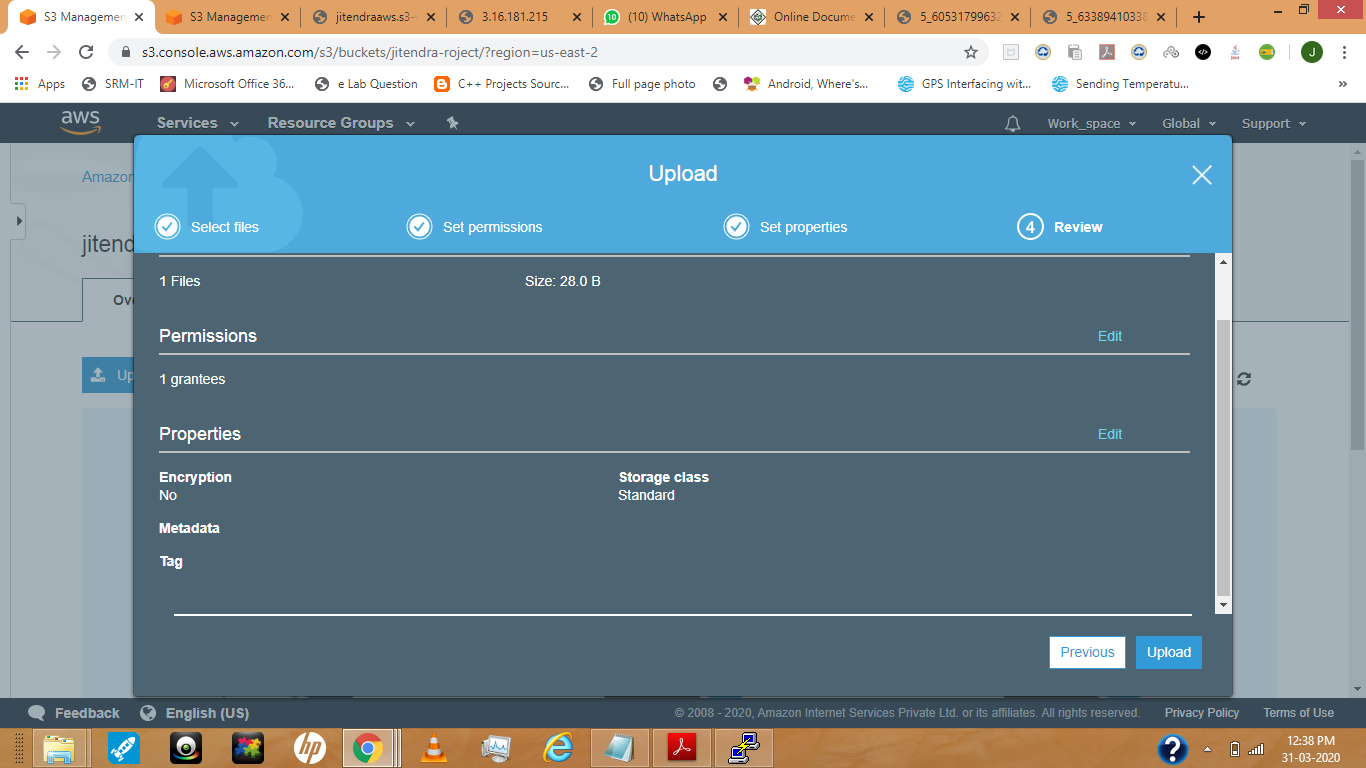 S3 Managemen
S3 Managemen
jitendraaws.s3-
3.16.181.215
(10) WhatsApp
Online Docume
5_60531799632
5_63389410338
s3.console.aws.amazon.com/s3/buckets/jitendra-roject/?region=us-east-2
J
Apps
SRM-IT
Microsoft Office 36...
e Lab Question
C++ Projects Sourc...
Full page photo
Android, Where's...
GPS Interfacing wit...
Sending Temperatu...
»
aws
Services
Resource Groups
Work_space
Global
Support
Amazon
jitend
Ove
Up
Upload
Select files
Set permissions
Set properties
4 Review
1 Files
Size: 28.0 B
Permissions
Edit
1 grantees
Properties
Edit
Encryption
Storage class
No
Standard
Metadata
Tag
Previous
Upload
Feedback
English (US)
© 2008 - 2020, Amazon Internet Services Private Ltd. or its affiliates. All rights reserved.
Privacy Policy
Terms of Use
hp
?
12:38 PM
31-03-2020